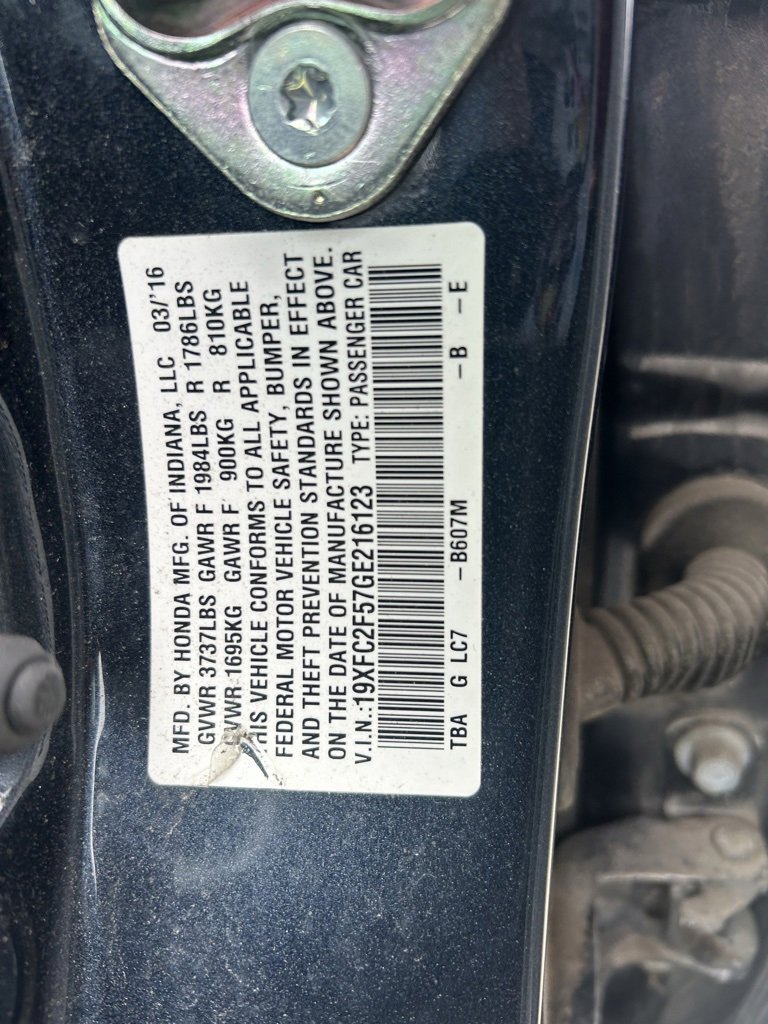 MFD. BY HONDA MFG. OF INDIANA, LLC 03/'16
GVWR 3737LBS GAWR F 1984LBS R 1786LBS
GVWR 1695KG GAWR F 900KG R 810KG
THIS VEHICLE CONFORMS TO ALL APPLICABLE
FEDERAL MOTOR VEHICLE SAFETY, BUMPER,
AND THEFT PREVENTION STANDARDS IN EFFECT
ON THE DATE OF MANUFACTURE SHOWN ABOVE.
V.I.N.:19XFC2F57GE216123 TYPE: PASSENGER CAR
TBA G LC7 -B607M -B -E